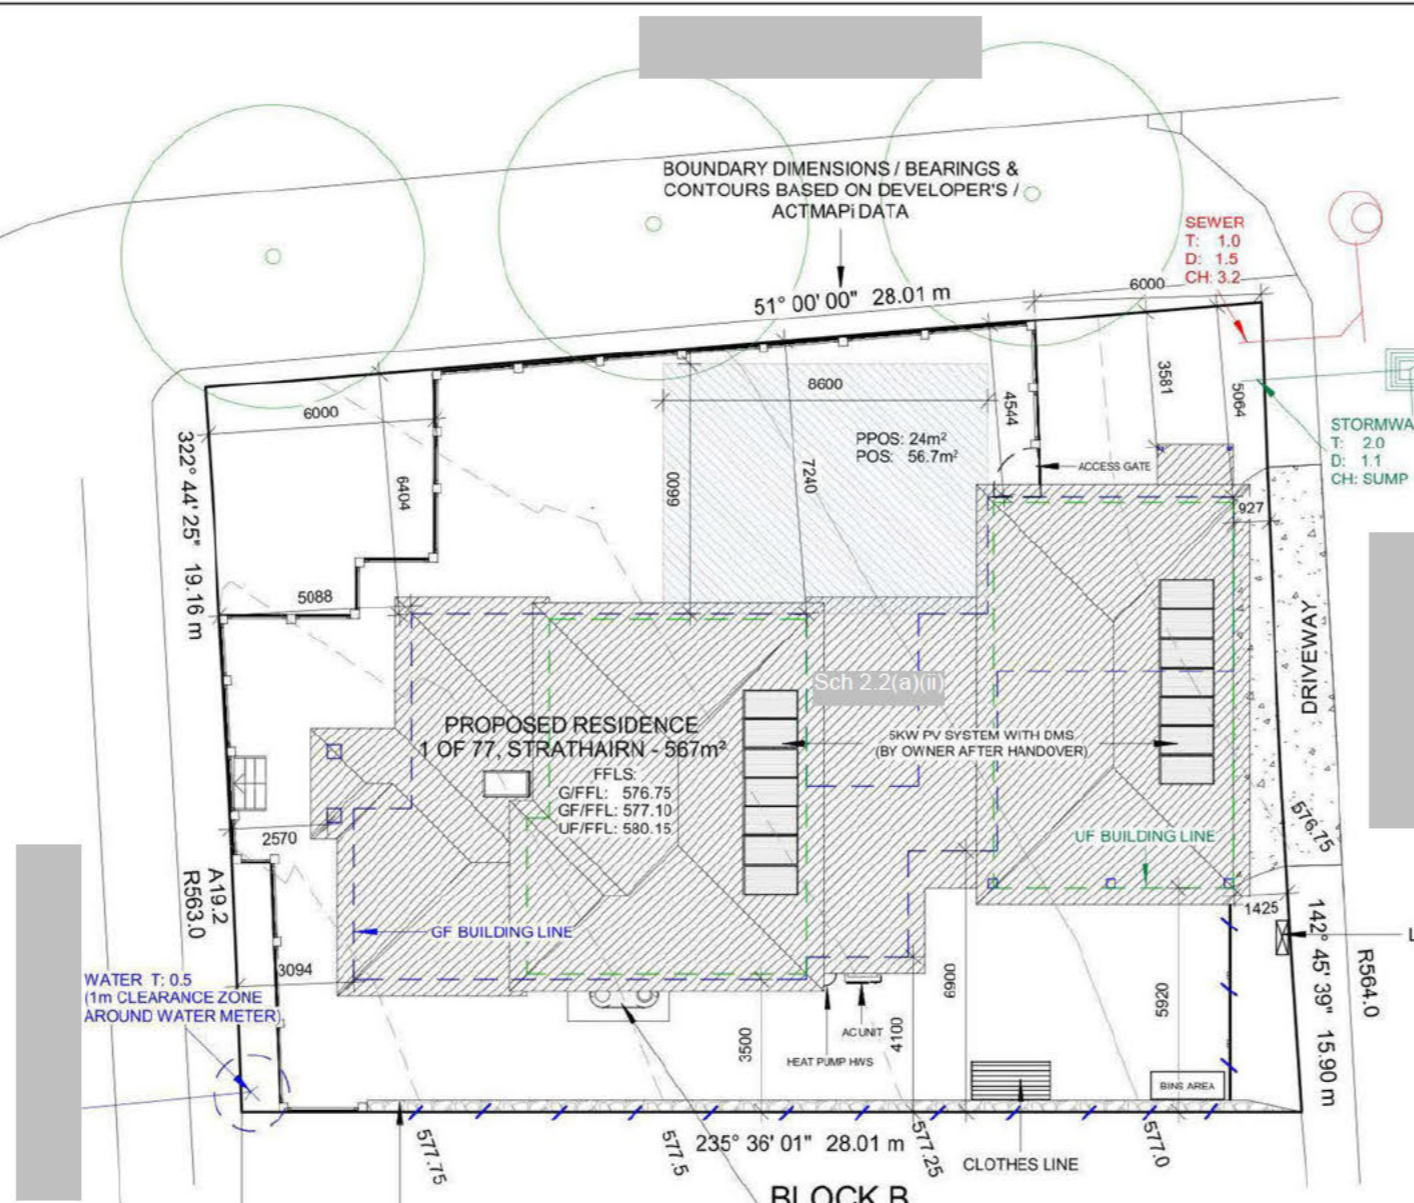 BOUNDARY DIMENSIONS / BEARINGS &
CONTOURS BASED ON DEVELOPER'S /
ACTMAPi DATA
SEWER
T: 1.0
D: 1.5
CH: 3.2
6000
51° 00' 00" 28.01 m
8600
6000
3581
5064
4544
PPOS: 24m²
POS: 56.7m²
STORMWA
T: 2.0
D: 1.1
CH: SUMP
322° 44' 25" 19.16 m
6404
7240
ACCESS GATE
927
5088
DRIVEWAY
Sch 2.2(a)(ii)
PROPOSED RESIDENCE
1 OF 77, STRATHAIRN - 567m²
5KW PV SYSTEM WITH DMS
(BY OWNER AFTER HANDOVER)
FFLS:
G/FFL: 576.75
GF/FFL: 577.10
UF/FFL: 580.15
UF BUILDING LINE
576.75
2570
A19.2
R563.0
GF BUILDING LINE
1425
142° 45' 39" 15.90 m
R564.0
L
3094
WATER T: 0.5
(1m CLEARANCE ZONE
AROUND WATER METER)
5920
3500
4100
AC UNIT
HEAT PUMP HWS
BINS AREA
577.75
577.5
235° 36' 01" 28.01 m
577.25
577.0
CLOTHES LINE
BLOCK B